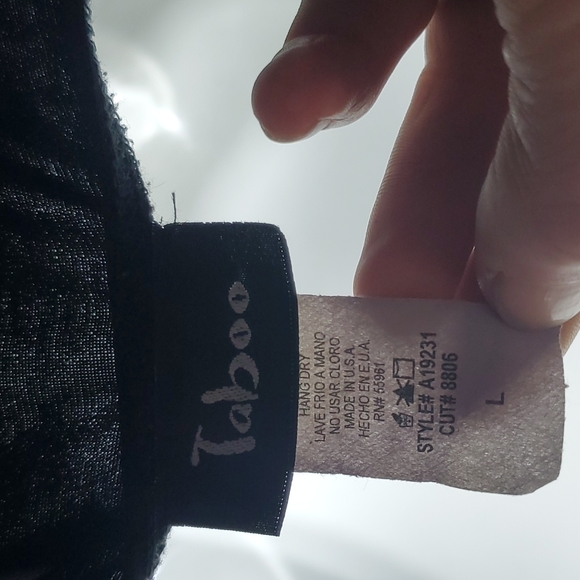 Taboo
HANG DRY
LAVE FRIO A MANO
NO USAR CLORO
MADE IN U.S.A.
HECHO EN E.U.A.
RN# 55961
STYLE# A19231
CUT# 8806
L